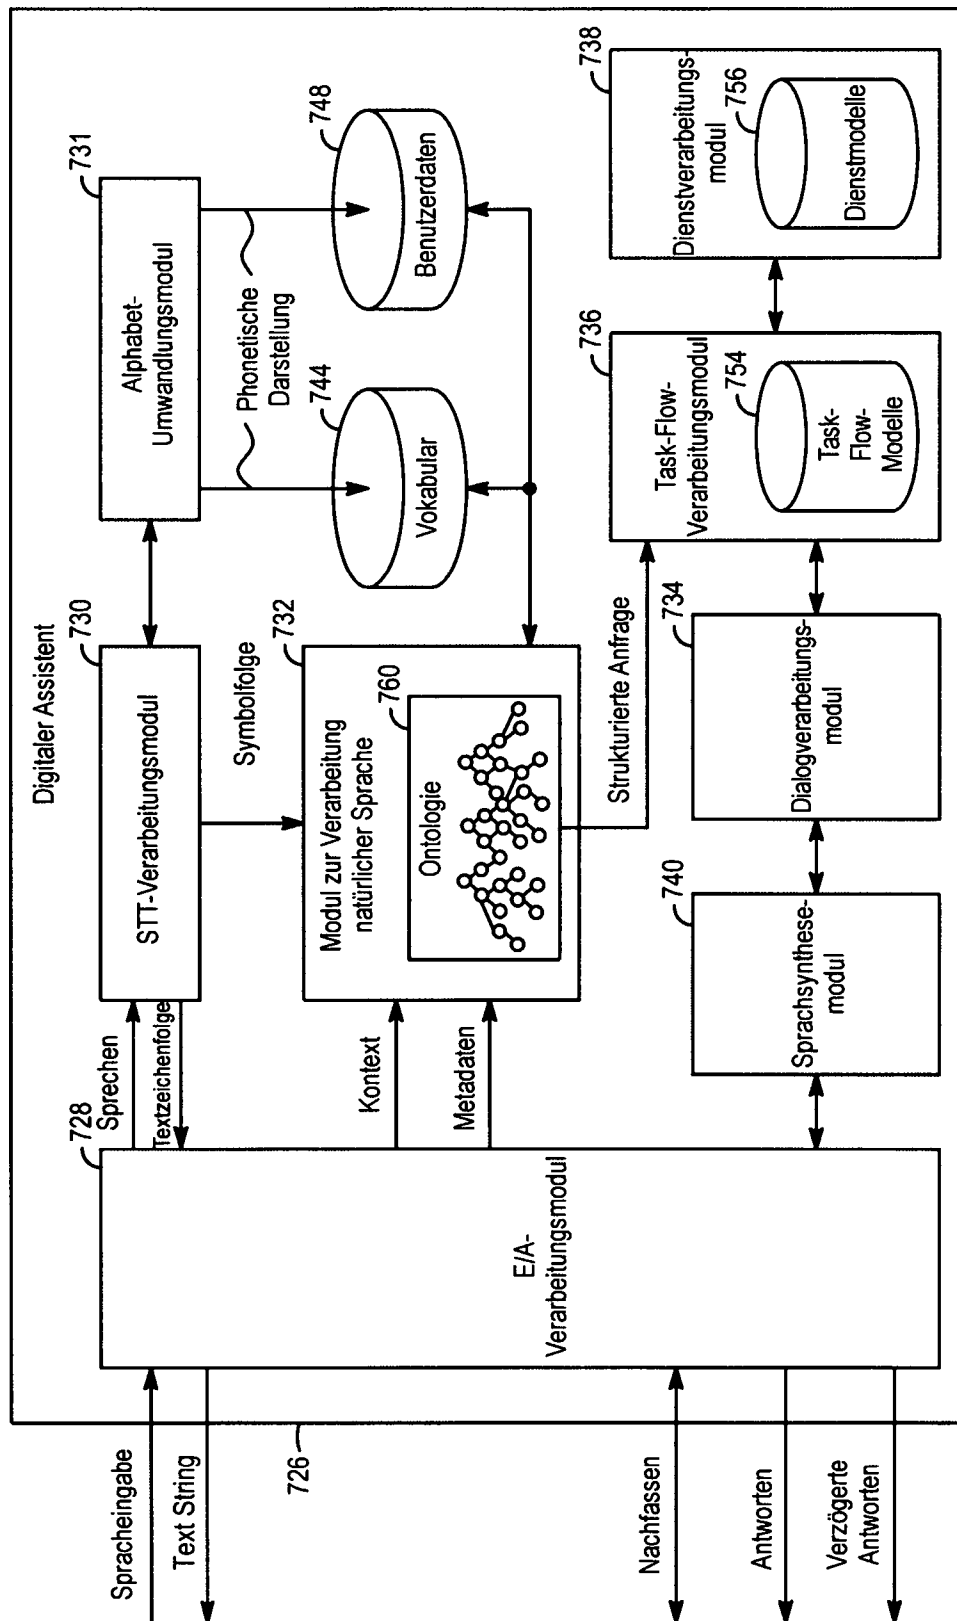 Digitaler Assistent
Spracheingabe
Text String
726
Nachfassen
Antworten
Verzögerte
Antworten
728
E/A-
Verarbeitungsmodul
Sprechen
Textzeichenfolge
Kontext
Metadaten
730
STT-Verarbeitungsmodul
Symbolfolge
731
Alphabet-
Umwandlungsmodul
Phonetische
Darstellung
744
Vokabular
748
Benutzerdaten
732
Modul zur Verarbeitung
natürlicher Sprache
760
Ontologie
Strukturierte Anfrage
740
Sprachsynthese-
modul
734
Dialogverarbeitungs-
modul
736
Task-Flow-
Verarbeitungsmodul
754
Task-
Flow-
Modelle
738
Dienstverarbeitungs-
modul
756
Dienstmodelle